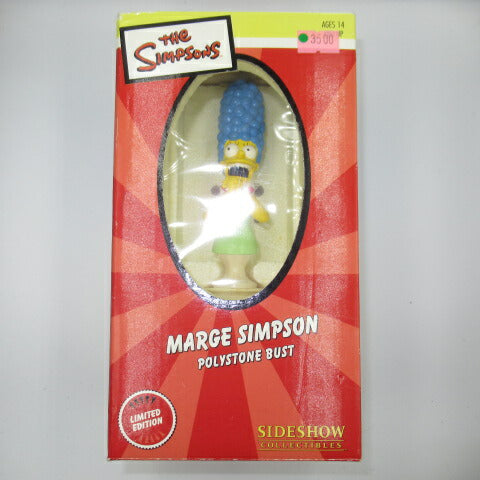 THE
SIMPSONS
AGES 14
3500
MARGE SIMPSON
POLYSTONE BUST
LIMITED
EDITION
SIDESHOW
COLLECTIBLES